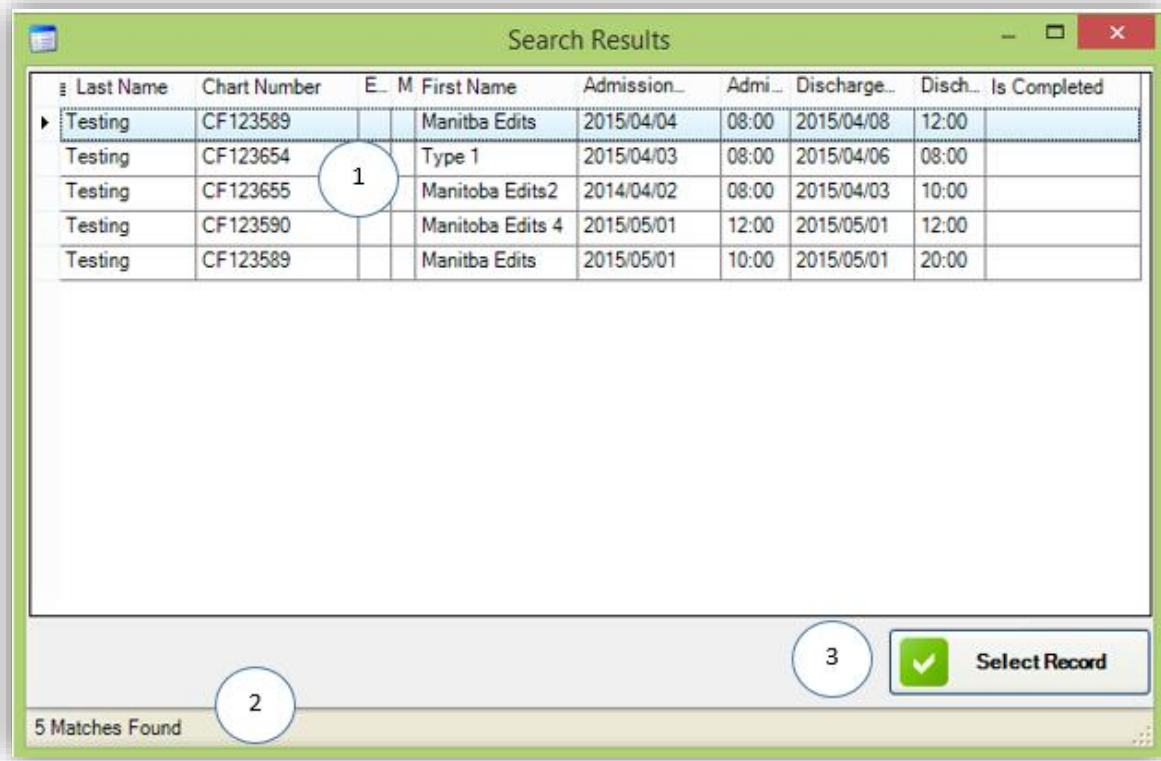 Search Results
Last Name Chart Number E... M First Name Admission... Admi... Discharge... Disch... Is Completed
Testing CF123589 Manitba Edits 2015/04/04 08:00 2015/04/08 12:00
Testing CF123654 Type 1 2015/04/03 08:00 2015/04/06 08:00
1
Testing CF123655 Manitoba Edits2 2014/04/02 08:00 2015/04/03 10:00
Testing CF123590 Manitoba Edits 4 2015/05/01 12:00 2015/05/01 12:00
Testing CF123589 Manitba Edits 2015/05/01 10:00 2015/05/01 20:00
3 Select Record
2
5 Matches Found